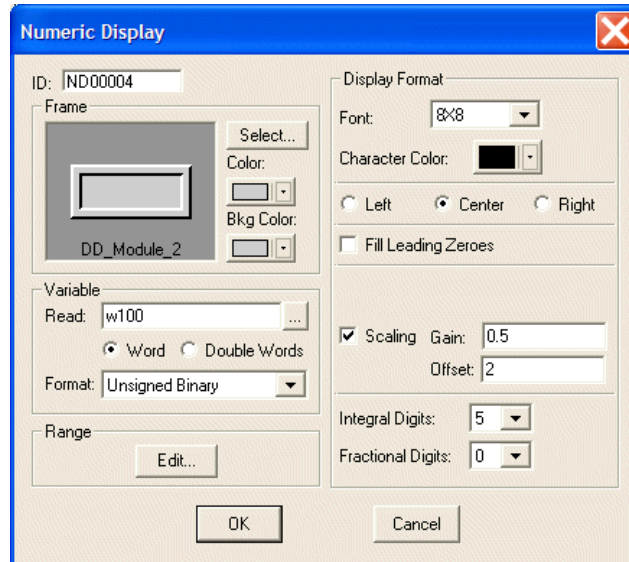 Numeric Display
ID: ND00004
Frame
Select...
Color:
Bkg Color:
DD_Module_2
Variable
Read: w100 ...
Word Double Words
Format: Unsigned Binary
Range
Edit...
Display Format
Font: 8X8
Character Color:
Left Center Right
Fill Leading Zeroes
Scaling Gain: 0.5
Offset: 2
Integral Digits: 5
Fractional Digits: 0
OK Cancel